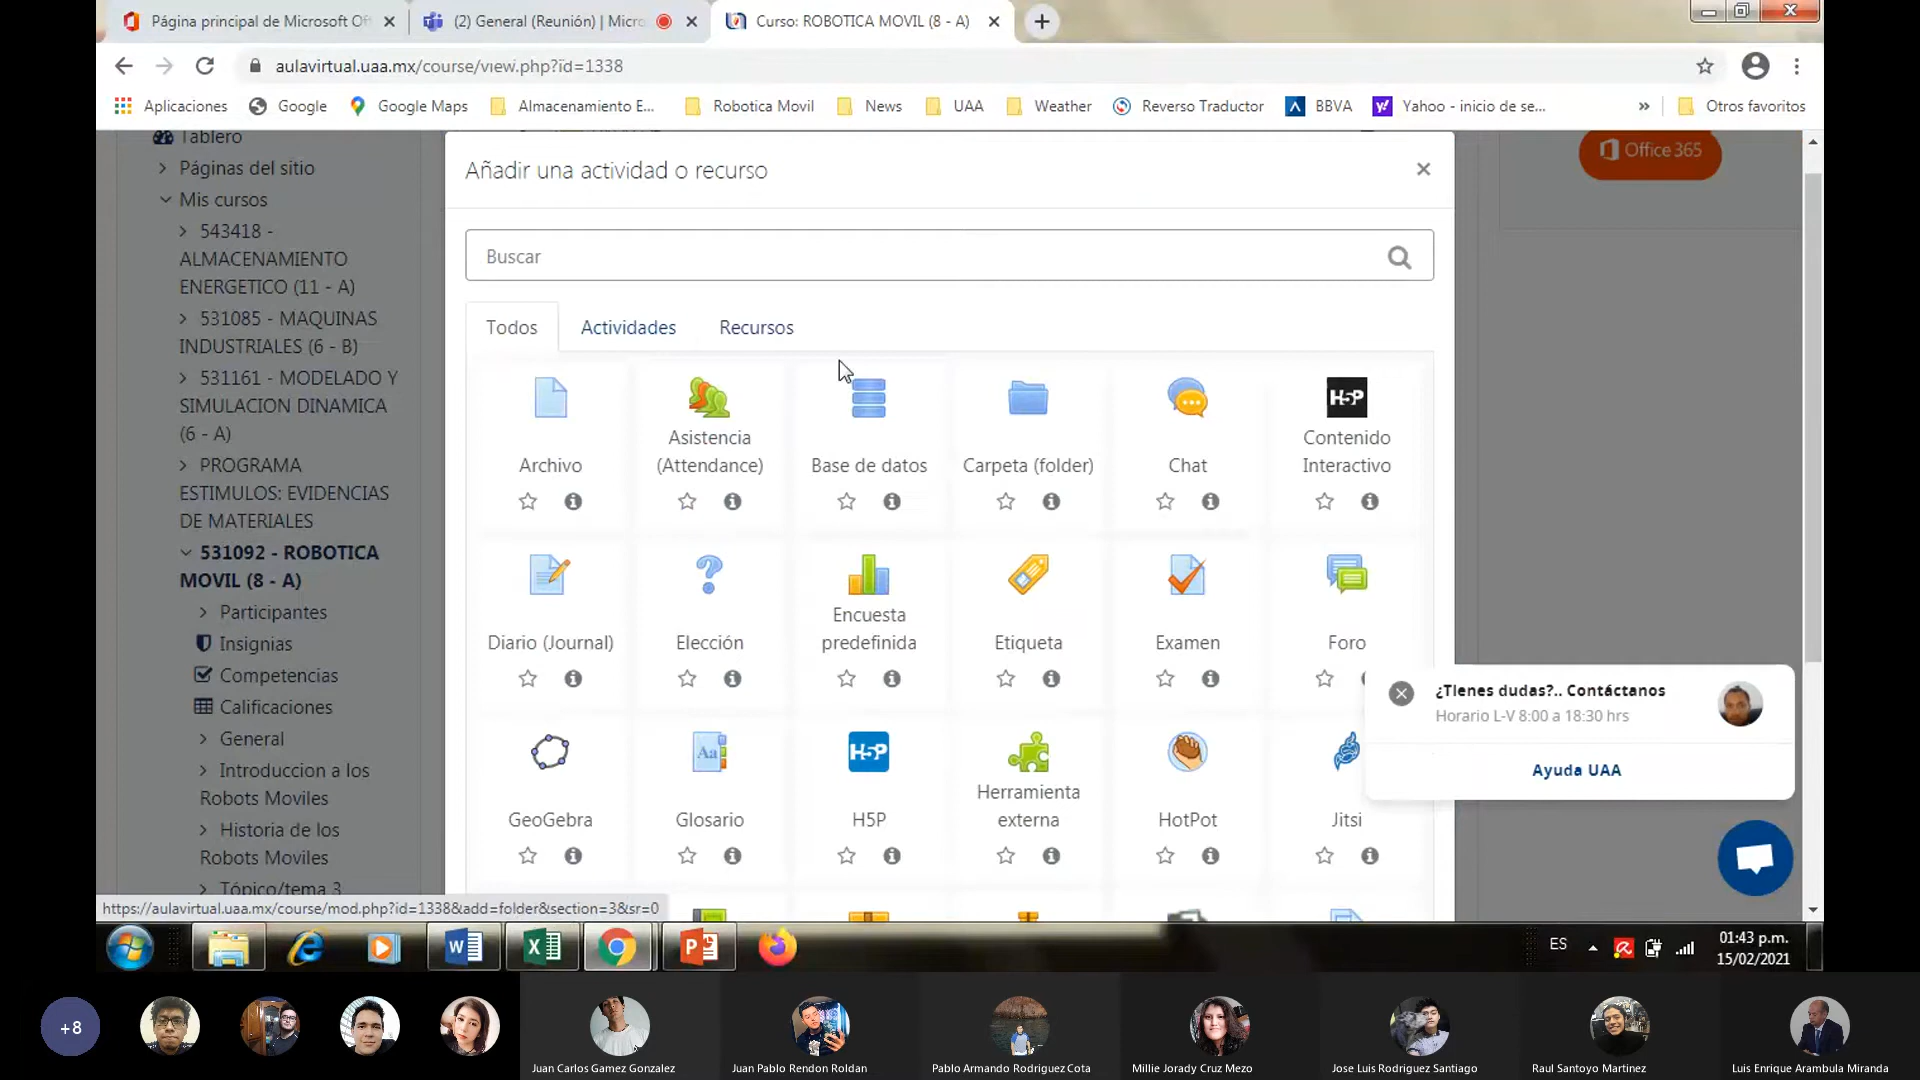 Página principal de Microsoft Of
(2) General (Reunión) | Micro
Curso: ROBOTICA MOVIL (8 - A)
aulavirtual.uaa.mx/course/view.php?id=1338
Aplicaciones
Google
Google Maps
Almacenamiento E...
Robotica Movil
News
UAA
Weather
Reverso Traductor
BBVA
Yahoo - inicio de se...
»
Otros favoritos
Tablero
Páginas del sitio
Mis cursos
543418 -
ALMACENAMIENTO
ENERGETICO (11 - A)
531085 - MAQUINAS
INDUSTRIALES (6 - B)
531161 - MODELADO Y
SIMULACION DINAMICA
(6 - A)
PROGRAMA
ESTIMULOS: EVIDENCIAS
DE MATERIALES
531092 - ROBOTICA
MOVIL (8 - A)
Participantes
Insignias
Competencias
Calificaciones
General
Introduccion a los
Robots Moviles
Historia de los
Robots Moviles
Tópico/tema 3
Añadir una actividad o recurso
Buscar
Todos
Actividades
Recursos
H5P
Archivo
Asistencia
(Attendance)
Base de datos
Carpeta (folder)
Chat
Contenido
Interactivo
Diario (Journal)
Elección
Encuesta
predefinida
Etiqueta
Examen
Foro
Aa
H5P
GeoGebra
Glosario
H5P
Herramienta
externa
HotPot
Jitsi
Office 365
¿TIenes dudas?.. Contáctanos
Horario L-V 8:00 a 18:30 hrs
Ayuda UAA
https://aulavirtual.uaa.mx/course/mod.php?id=1338&add=folder&section=3&sr=0
ES
01:43 p.m.
15/02/2021
+8
Juan Carlos Gamez Gonzalez
Juan Pablo Rendon Roldan
Pablo Armando Rodriguez Cota
Millie Jorady Cruz Mezo
Jose Luis Rodriguez Santiago
Raul Santoyo Martinez
Luis Enrique Arambula Miranda